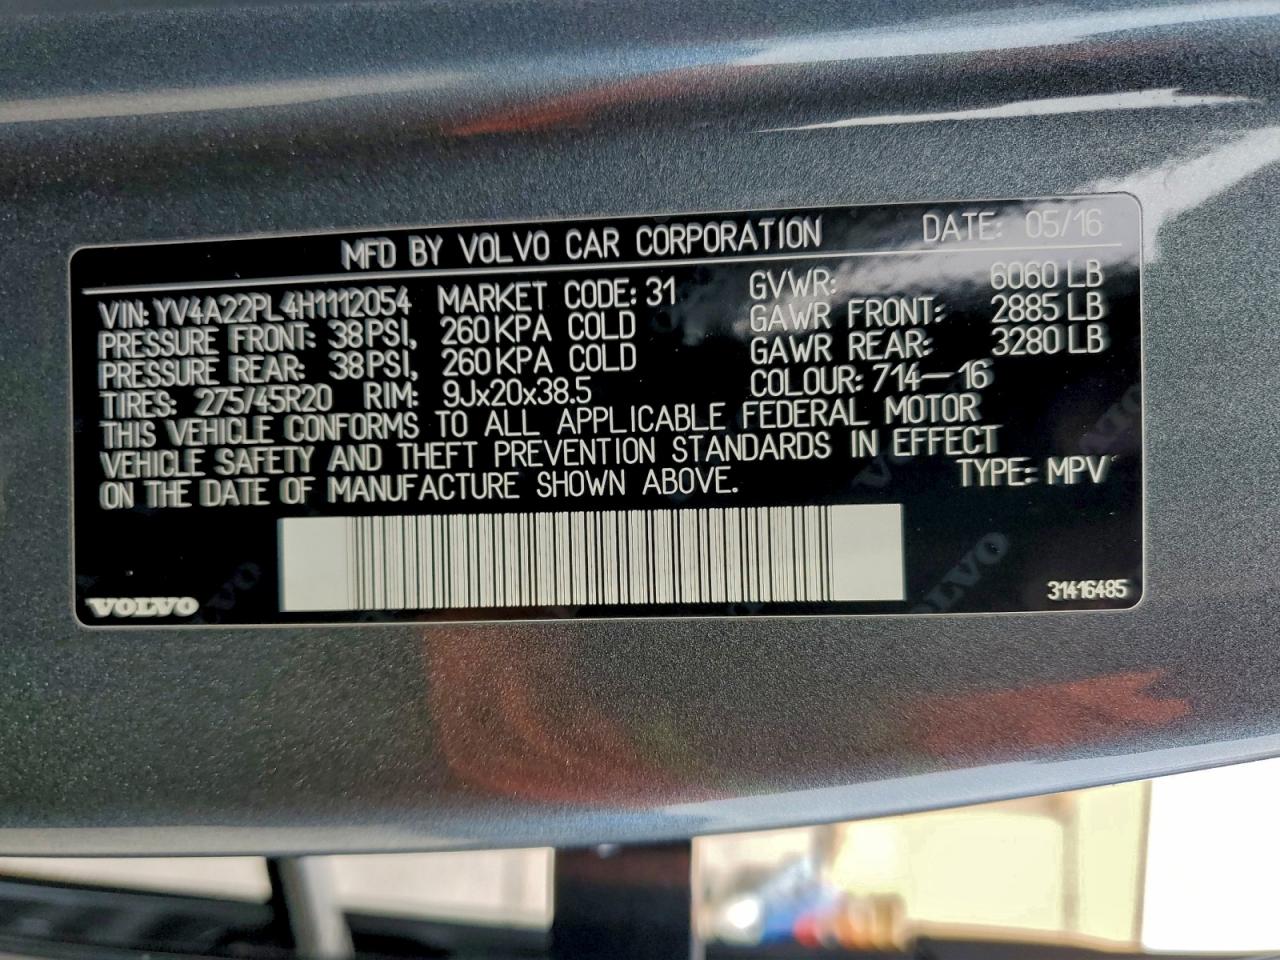 MFD BY VOLVO CAR CORPORATION DATE: 05/16
VIN: YV4A22PL4H1112054 MARKET CODE: 31 GVWR: 6060 LB
PRESSURE FRONT: 38 PSI, 260 KPA COLD GAWR FRONT: 2885 LB
PRESSURE REAR: 38 PSI, 260 KPA COLD GAWR REAR: 3280 LB
TIRES: 275/45R20 RIM: 9Jx20x38.5 COLOUR: 714-16
THIS VEHICLE CONFORMS TO ALL APPLICABLE FEDERAL MOTOR
VEHICLE SAFETY AND THEFT PREVENTION STANDARDS IN EFFECT
ON THE DATE OF MANUFACTURE SHOWN ABOVE. TYPE: MPV
VOLVO
31416485
VOLVO